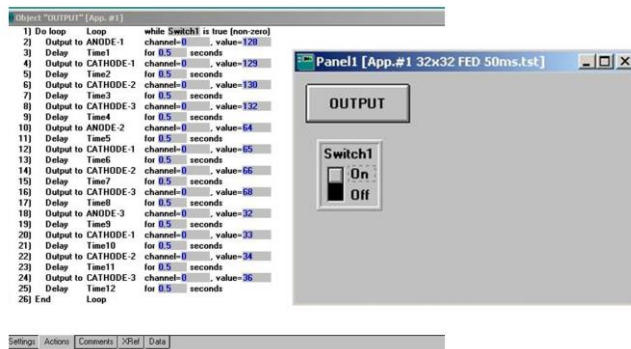 Object "OUTPUT" [App. #1]
1) Do loop Loop while Switch1 is true (non-zero)
2) Output to ANODE-1 channel=0 , value=128
3) Delay Time1 for 0.5 seconds
4) Output to CATHODE-1 channel=0 , value=129
5) Delay Time2 for 0.5 seconds
6) Output to CATHODE-2 channel=0 , value=130
7) Delay Time3 for 0.5 seconds
8) Output to CATHODE-3 channel=0 , value=132
9) Delay Time4 for 0.5 seconds
10) Output to ANODE-2 channel=0 , value=64
11) Delay Time5 for 0.5 seconds
12) Output to CATHODE-1 channel=0 , value=65
13) Delay Time6 for 0.5 seconds
14) Output to CATHODE-2 channel=0 , value=66
15) Delay Time7 for 0.5 seconds
16) Output to CATHODE-3 channel=0 , value=68
17) Delay Time8 for 0.5 seconds
18) Output to ANODE-3 channel=0 , value=32
19) Delay Time9 for 0.5 seconds
20) Output to CATHODE-1 channel=0 , value=33
21) Delay Time10 for 0.5 seconds
22) Output to CATHODE-2 channel=0 , value=34
23) Delay Time11 for 0.5 seconds
24) Output to CATHODE-3 channel=0 , value=36
25) Delay Time12 for 0.5 seconds
26) End Loop
Settings Actions Comments XRef Data
Panel1 [App.#1 32x32 FED 50ms.tst]
OUTPUT
Switch1
On
Off